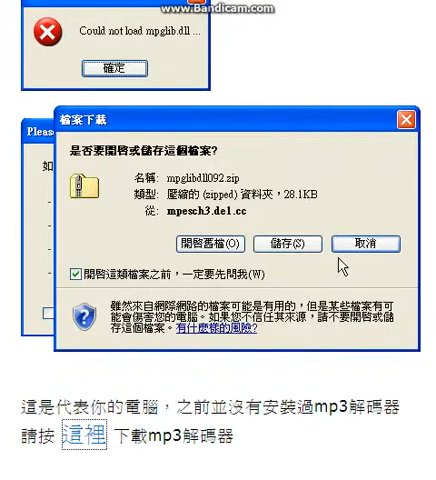 www.Bandicam.com
Could not load mpglib.dll ...
確定
檔案下載
Please
如
是否要開啓或儲存這個檔案?
名稱: mpglibdll092.zip
類型: 壓縮的 (zipped) 資料夾, 28.1KB
從: mpesch3.de1.cc
開啓舊檔(O) 儲存(S) 取消
開啓這類檔案之前，一定要先問我(W)
雖然來自網際網路的檔案可能是有用的，但是某些檔案有可
能會傷害您的電腦。如果您不信任其來源，請不要開啓或儲
存這個檔案。有什麼樣的風險?
這是代表你的電腦，之前並沒有安裝過mp3解碼器
請按 這裡 下載mp3解碼器